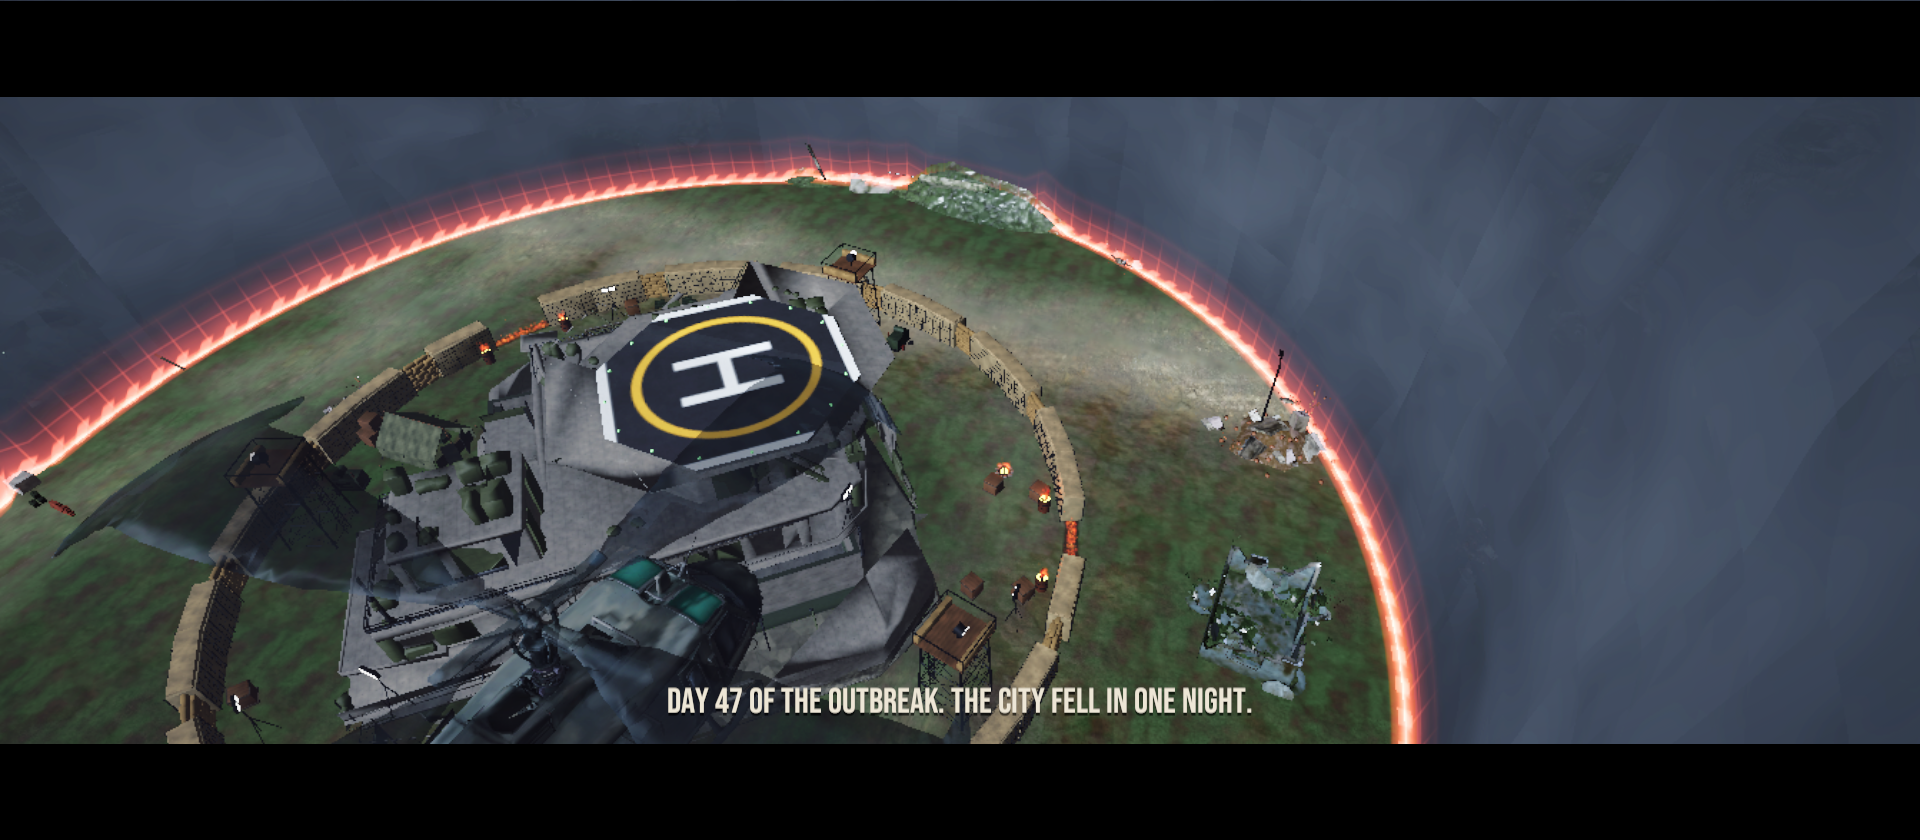 H
DAY 47 OF THE OUTBREAK. THE CITY FELL IN ONE NIGHT.